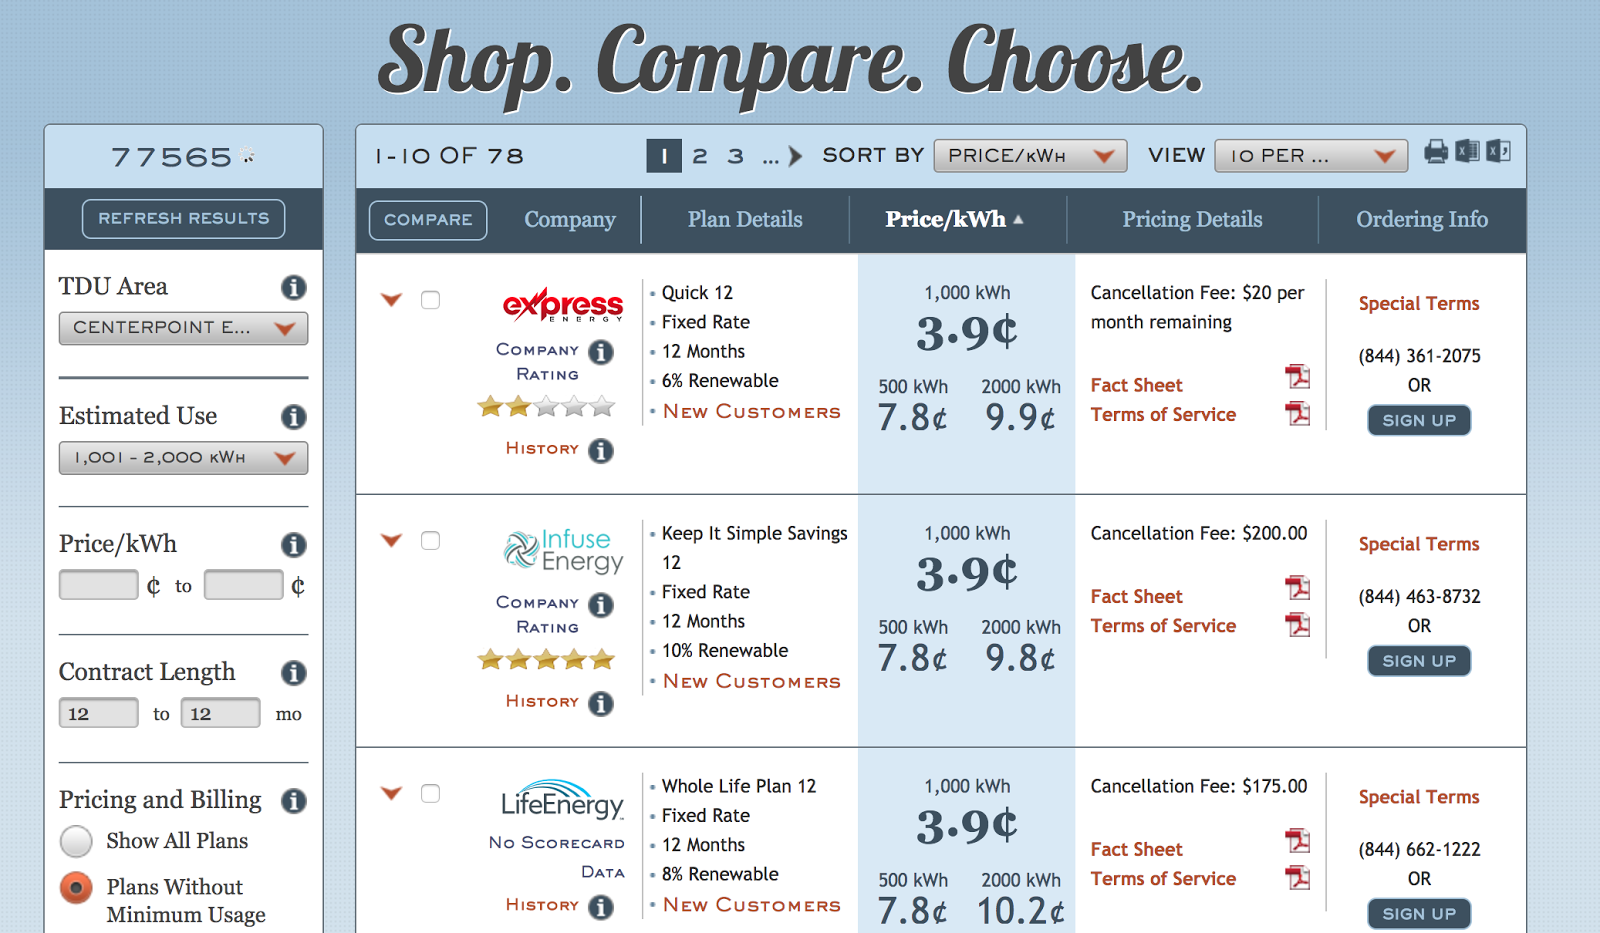 Shop. Compare. Choose.
77565
REFRESH RESULTS
TDU Area
CENTERPOINT E...
Estimated Use
1,001 - 2,000 KWH
Price/kWh
¢ to ¢
Contract Length
12 to 12 mo
Pricing and Billing
Show All Plans
Plans Without
Minimum Usage
1-10 OF 78
1 2 3 ...
SORT BY
PRICE/KWH
VIEW
10 PER ...
COMPARE
Company
Plan Details
Price/kWh
Pricing Details
Ordering Info
express
ENERGY
COMPANY
RATING
HISTORY
Quick 12
Fixed Rate
12 Months
6% Renewable
NEW CUSTOMERS
1,000 kWh
3.9¢
500 kWh 2000 kWh
7.8¢ 9.9¢
Cancellation Fee: $20 per
month remaining
Fact Sheet
Terms of Service
Special Terms
(844) 361-2075
OR
SIGN UP
Infuse
Energy
COMPANY
RATING
HISTORY
Keep It Simple Savings
12
Fixed Rate
12 Months
10% Renewable
NEW CUSTOMERS
1,000 kWh
3.9¢
500 kWh 2000 kWh
7.8¢ 9.8¢
Cancellation Fee: $200.00
Fact Sheet
Terms of Service
Special Terms
(844) 463-8732
OR
SIGN UP
LifeEnergy
NO SCORECARD
DATA
HISTORY
Whole Life Plan 12
Fixed Rate
12 Months
8% Renewable
NEW CUSTOMERS
1,000 kWh
3.9¢
500 kWh 2000 kWh
7.8¢ 10.2¢
Cancellation Fee: $175.00
Fact Sheet
Terms of Service
Special Terms
(844) 662-1222
OR
SIGN UP